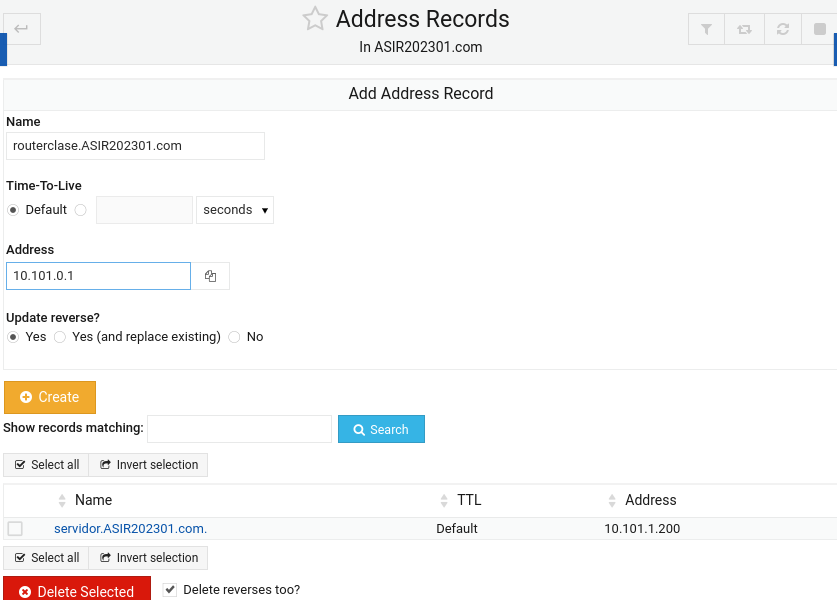 Address Records
In ASIR202301.com
Add Address Record
Name
routerclase.ASIR202301.com
Time-To-Live
Default seconds
Address
10.101.0.1
Update reverse?
Yes Yes (and replace existing) No
Create
Show records matching: Search
Select all Invert selection
Name TTL Address
servidor.ASIR202301.com. Default 10.101.1.200
Select all Invert selection
Delete Selected Delete reverses too?